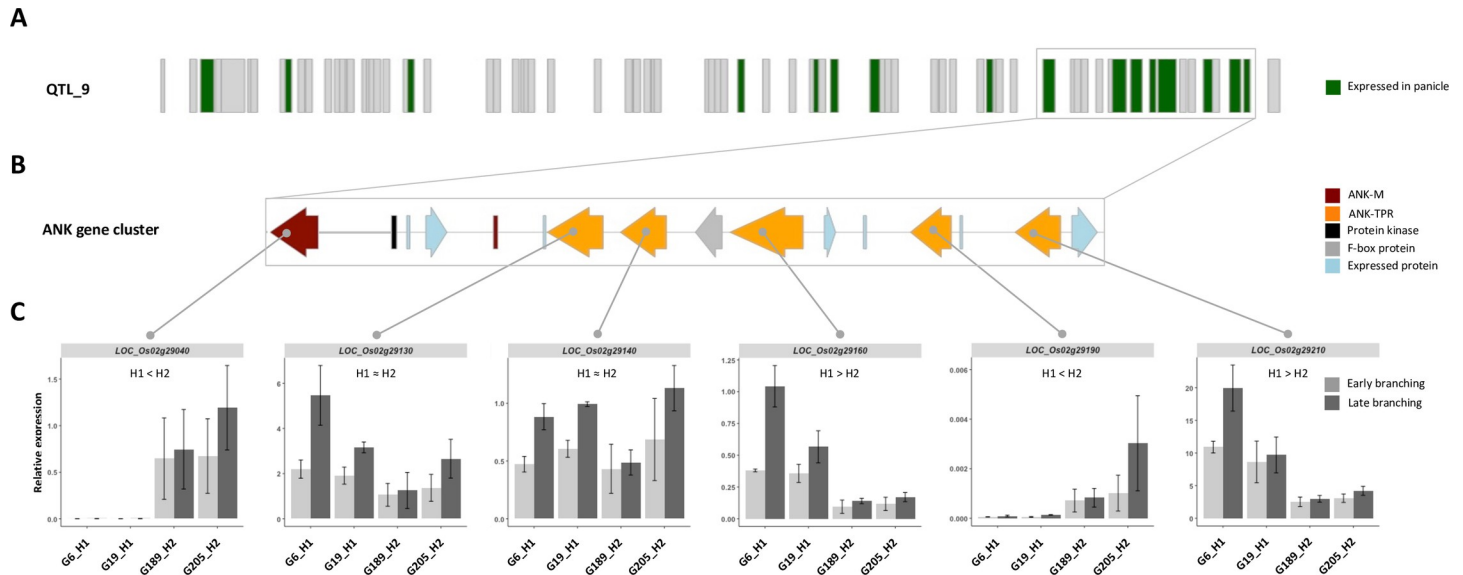 A
QTL_9
Expressed in panicle
B
ANK gene cluster
ANK-M
ANK-TPR
Protein kinase
F-box protein
Expressed protein
C
LOC_Os02g29040
LOC_Os02g29130
LOC_Os02g29140
LOC_Os02g29160
LOC_Os02g29190
LOC_Os02g29210
H1 < H2
H1 ≈ H2
H1 ≈ H2
H1 > H2
H1 < H2
H1 > H2
Early branching
Late branching
Relative expression
1.5
1.0
0.5
0.0
6
4
2
0
1.0
0.5
0.0
1.25
1.00
0.75
0.50
0.25
0.00
0.006
0.004
0.002
0.000
20
15
10
5
0
G6_H1
G19_H1
G189_H2
G205_H2
G6_H1
G19_H1
G189_H2
G205_H2
G6_H1
G19_H1
G189_H2
G205_H2
G6_H1
G19_H1
G189_H2
G205_H2
G6_H1
G19_H1
G189_H2
G205_H2
G6_H1
G19_H1
G189_H2
G205_H2